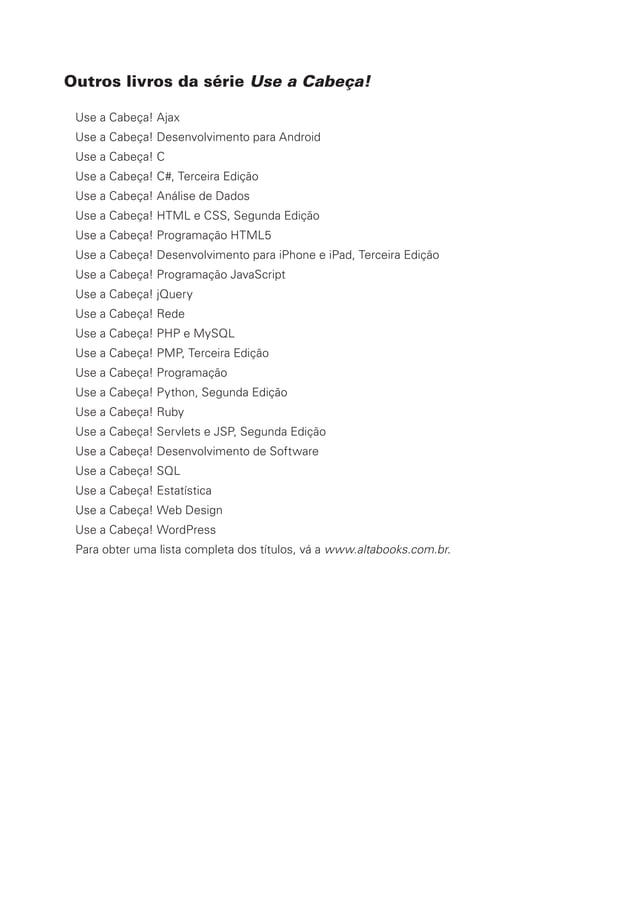 Outros livros da série Use a Cabeça!
Use a Cabeça! Ajax
Use a Cabeça! Desenvolvimento para Android
Use a Cabeça! C
Use a Cabeça! C#, Terceira Edição
Use a Cabeça! Análise de Dados
Use a Cabeça! HTML e CSS, Segunda Edição
Use a Cabeça! Programação HTML5
Use a Cabeça! Desenvolvimento para iPhone e iPad, Terceira Edição
Use a Cabeça! Programação JavaScript
Use a Cabeça! jQuery
Use a Cabeça! Rede
Use a Cabeça! PHP e MySQL
Use a Cabeça! PMP, Terceira Edição
Use a Cabeça! Programação
Use a Cabeça! Python, Segunda Edição
Use a Cabeça! Ruby
Use a Cabeça! Servlets e JSP, Segunda Edição
Use a Cabeça! Desenvolvimento de Software
Use a Cabeça! SQL
Use a Cabeça! Estatística
Use a Cabeça! Web Design
Use a Cabeça! WordPress
Para obter uma lista completa dos títulos, vá a www.altabooks.com.br.